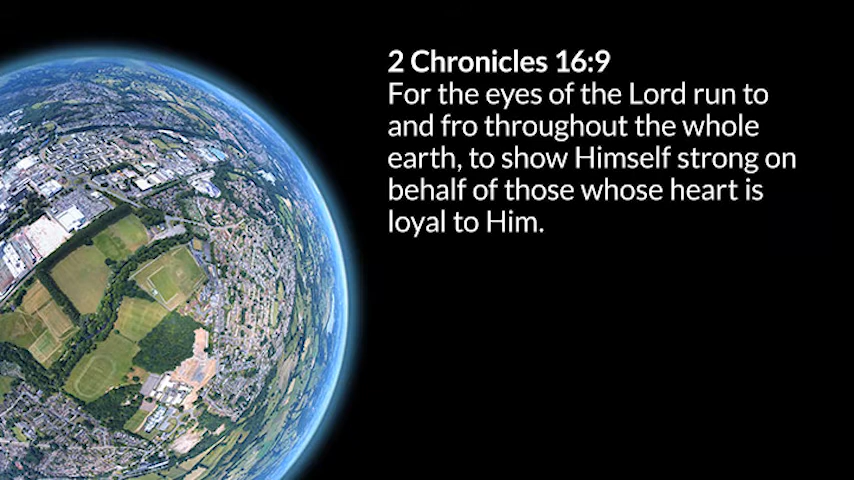 2 Chronicles 16:9
For the eyes of the Lord run to
and fro throughout the whole
earth, to show Himself strong on
behalf of those whose heart is
loyal to Him.